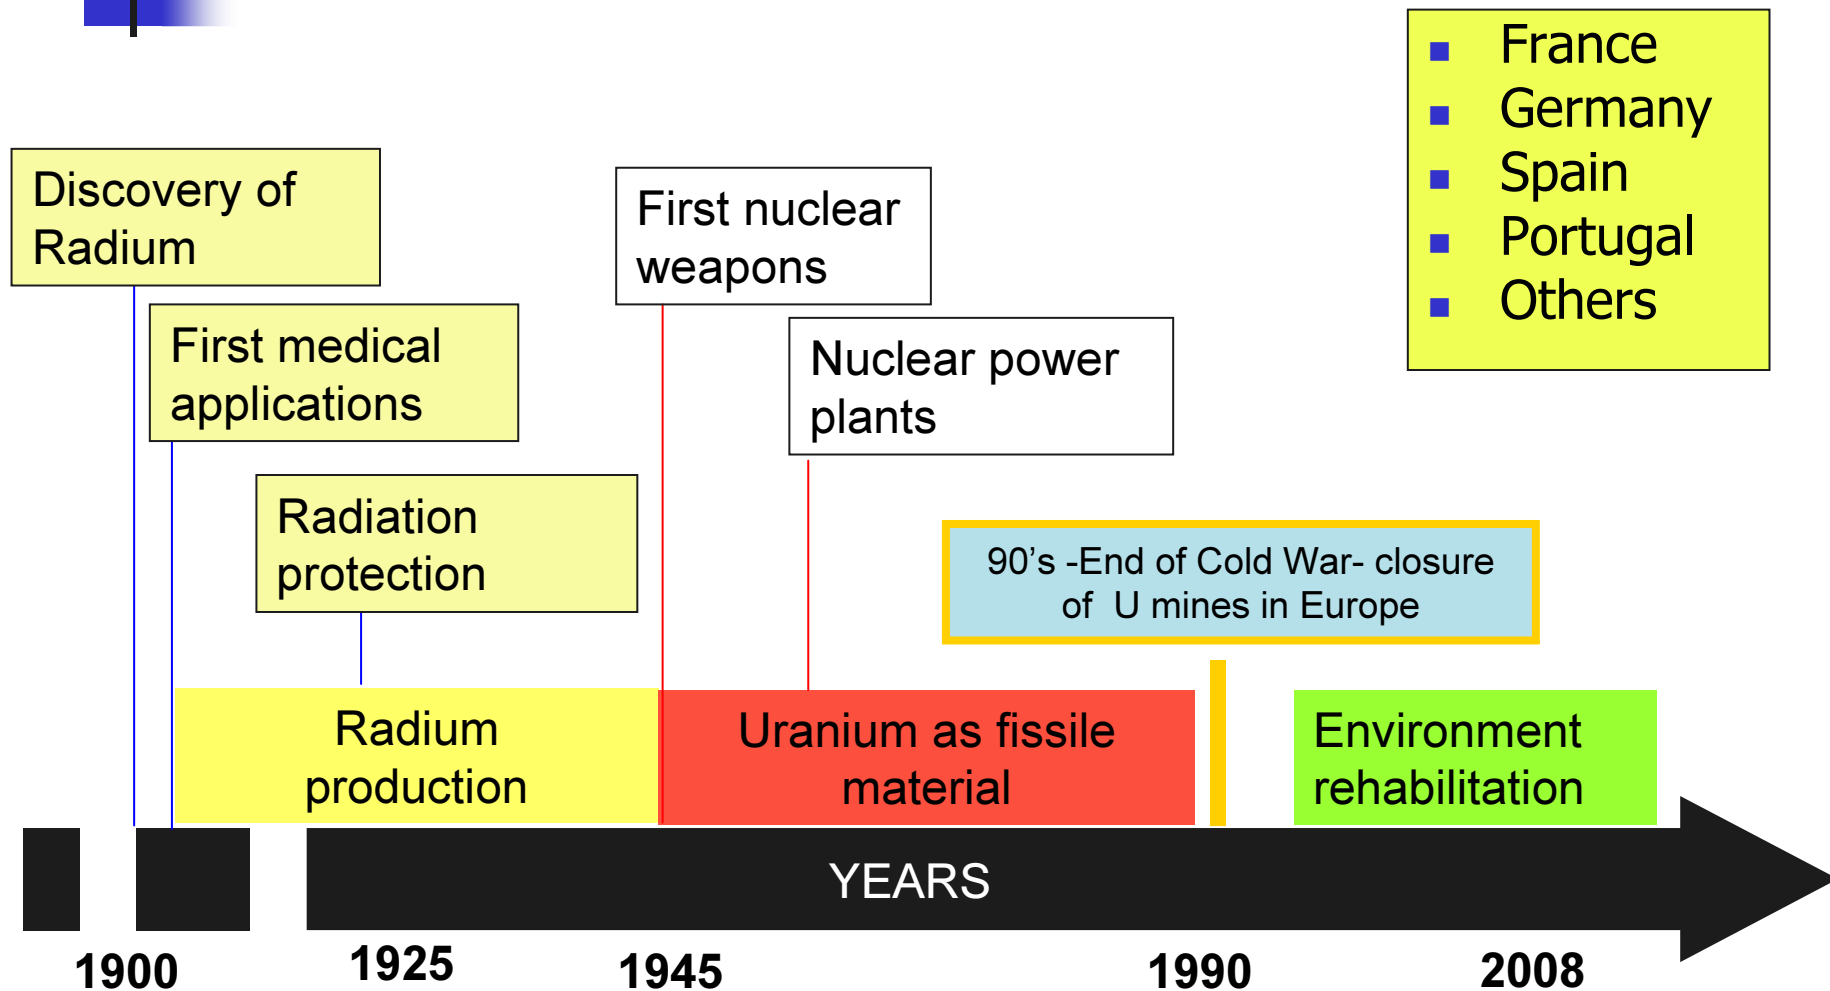 France
Germany
Spain
Portugal
Others
Discovery of
Radium
First medical
applications
Radiation
protection
First nuclear
weapons
Nuclear power
plants
90's -End of Cold War- closure
of U mines in Europe
Radium
production
Uranium as fissile
material
Environment
rehabilitation
YEARS
1900
1925
1945
1990
2008